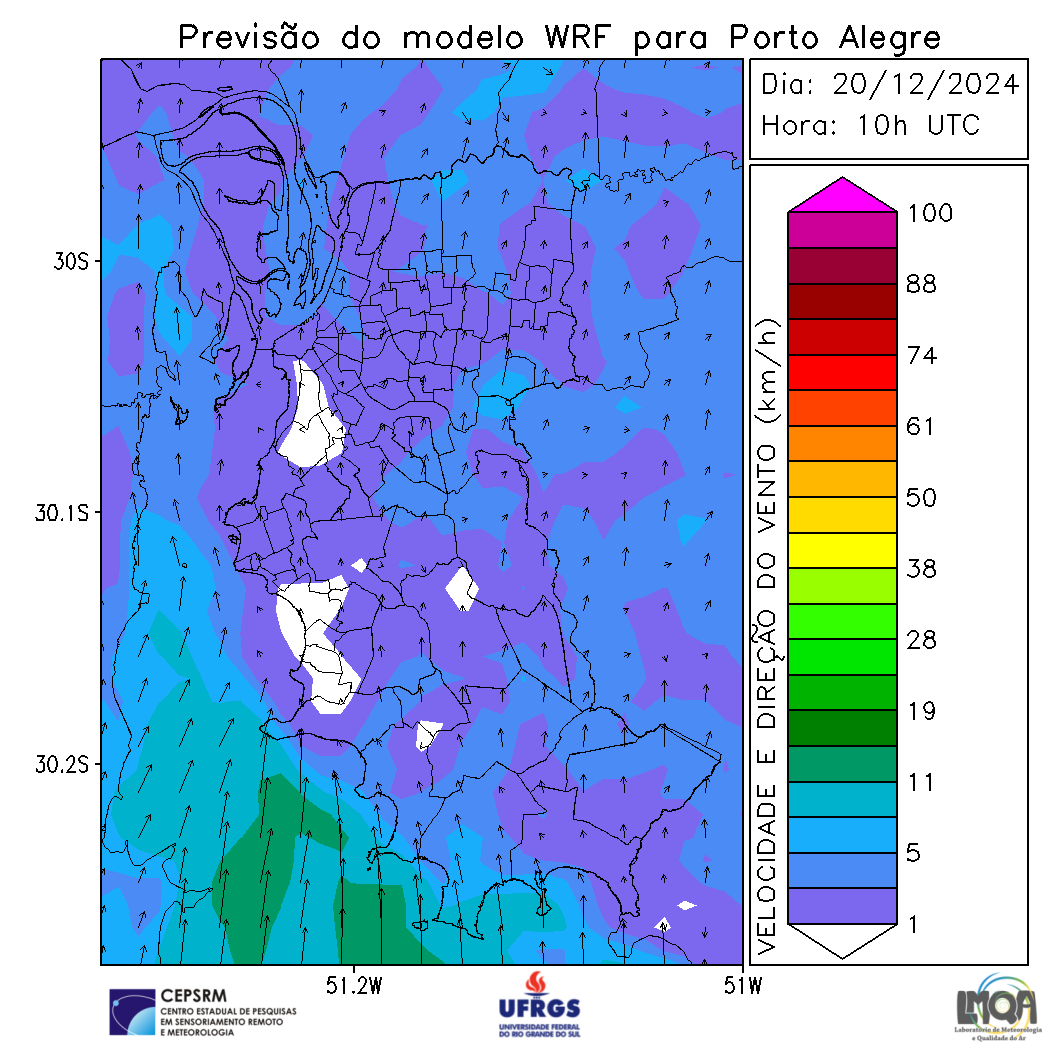 Previsão do modelo WRF para Porto Alegre
Dia: 20/12/2024
Hora: 10h UTC
30S
30.1S
30.2S
51.2W
51W
VELOCIDADE E DIREÇÃO DO VENTO (km/h)
100
88
74
61
50
38
28
19
11
5
1
CEPSRM
CENTRO ESTADUAL DE PESQUISAS
EM SENSORIAMENTO REMOTO
E METEOROLOGIA
UFRGS
UNIVERSIDADE FEDERAL
DO RIO GRANDE DO SUL
LMQA
Laboratório de Meteorologia
e Qualidade do Ar